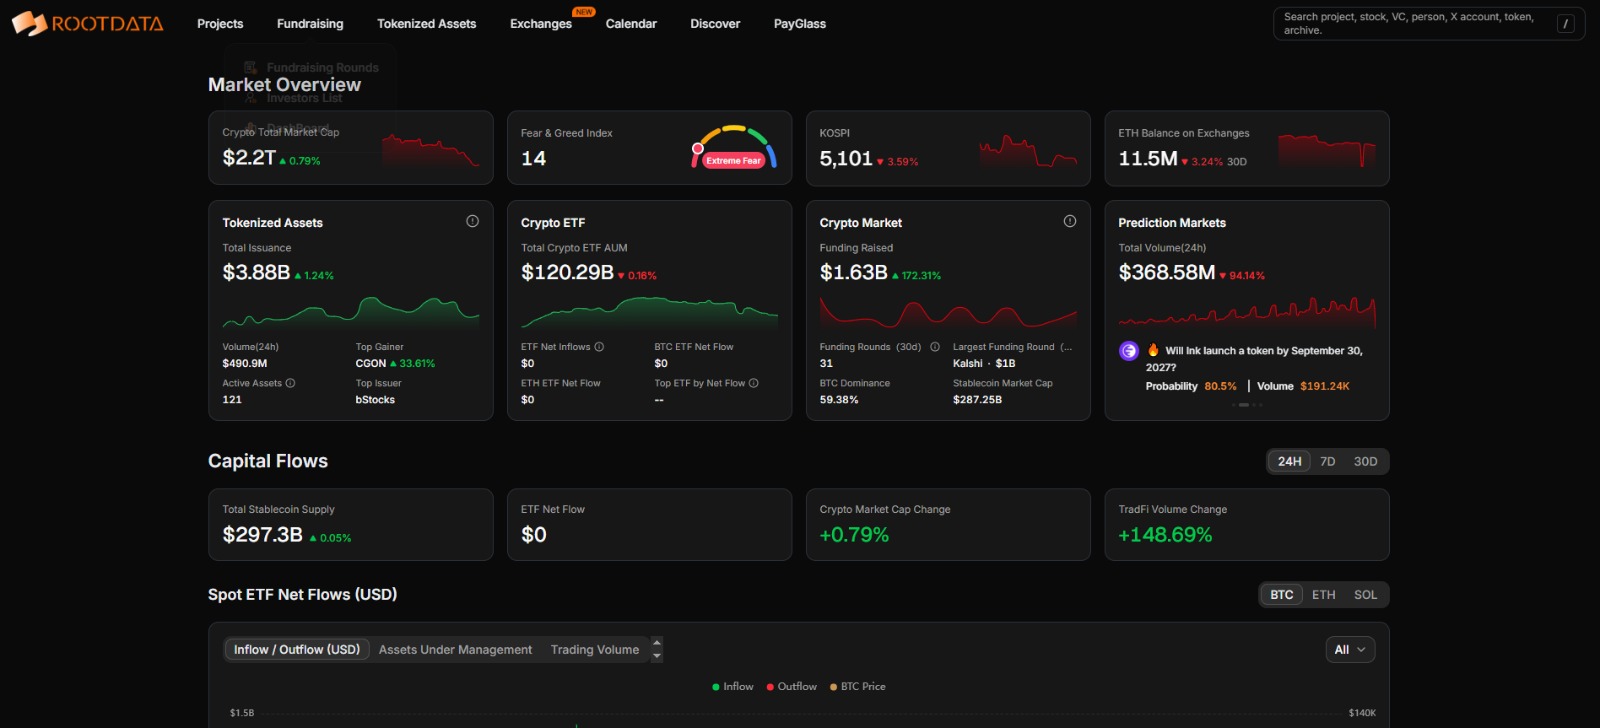 ROOTDATA
Projects
Fundraising
Tokenized Assets
Exchanges
NEW
Calendar
Discover
PayGlass
Search project, stock, VC, person, X account, token,
archive.
/
Fundraising Rounds
Investors List
DashBoard
Market Overview
Crypto Total Market Cap
$2.2T ▲ 0.79%
Fear & Greed Index
14
Extreme Fear
KOSPI
5,101 ▼ 3.59%
ETH Balance on Exchanges
11.5M ▼ 3.24% 30D
Tokenized Assets
Total Issuance
$3.88B ▲ 1.24%
Volume(24h)
$490.9M
Top Gainer
CGON ▲ 33.61%
Active Assets
121
Top Issuer
bStocks
Crypto ETF
Total Crypto ETF AUM
$120.29B ▼ 0.16%
ETF Net Inflows
$0
BTC ETF Net Flow
$0
ETH ETF Net Flow
$0
Top ETF by Net Flow
--
Crypto Market
Funding Raised
$1.63B ▲ 172.31%
Funding Rounds (30d)
31
Largest Funding Round (...
Kalshi · $1B
BTC Dominance
59.38%
Stablecoin Market Cap
$287.25B
Prediction Markets
Total Volume(24h)
$368.58M ▼ 94.14%
🔥 Will Ink launch a token by September 30,
2027?
Probability 80.5% | Volume $191.24K
Capital Flows
24H
7D
30D
Total Stablecoin Supply
$297.3B ▲ 0.05%
ETF Net Flow
$0
Crypto Market Cap Change
+0.79%
TradFi Volume Change
+148.69%
Spot ETF Net Flows (USD)
BTC
ETH
SOL
Inflow / Outflow (USD)
Assets Under Management
Trading Volume
All
Inflow
Outflow
BTC Price
$1.5B
$140K